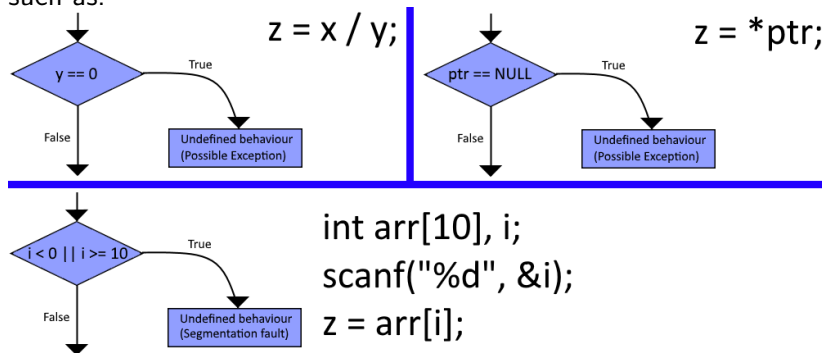 such as:
z = x / y;
y == 0
True
False
Undefined behaviour
(Possible Exception)
z = *ptr;
ptr == NULL
True
False
Undefined behaviour
(Possible Exception)
i < 0 || i >= 10
True
False
Undefined behaviour
(Segmentation fault)
int arr[10], i;
scanf("%d", &i);
z = arr[i];